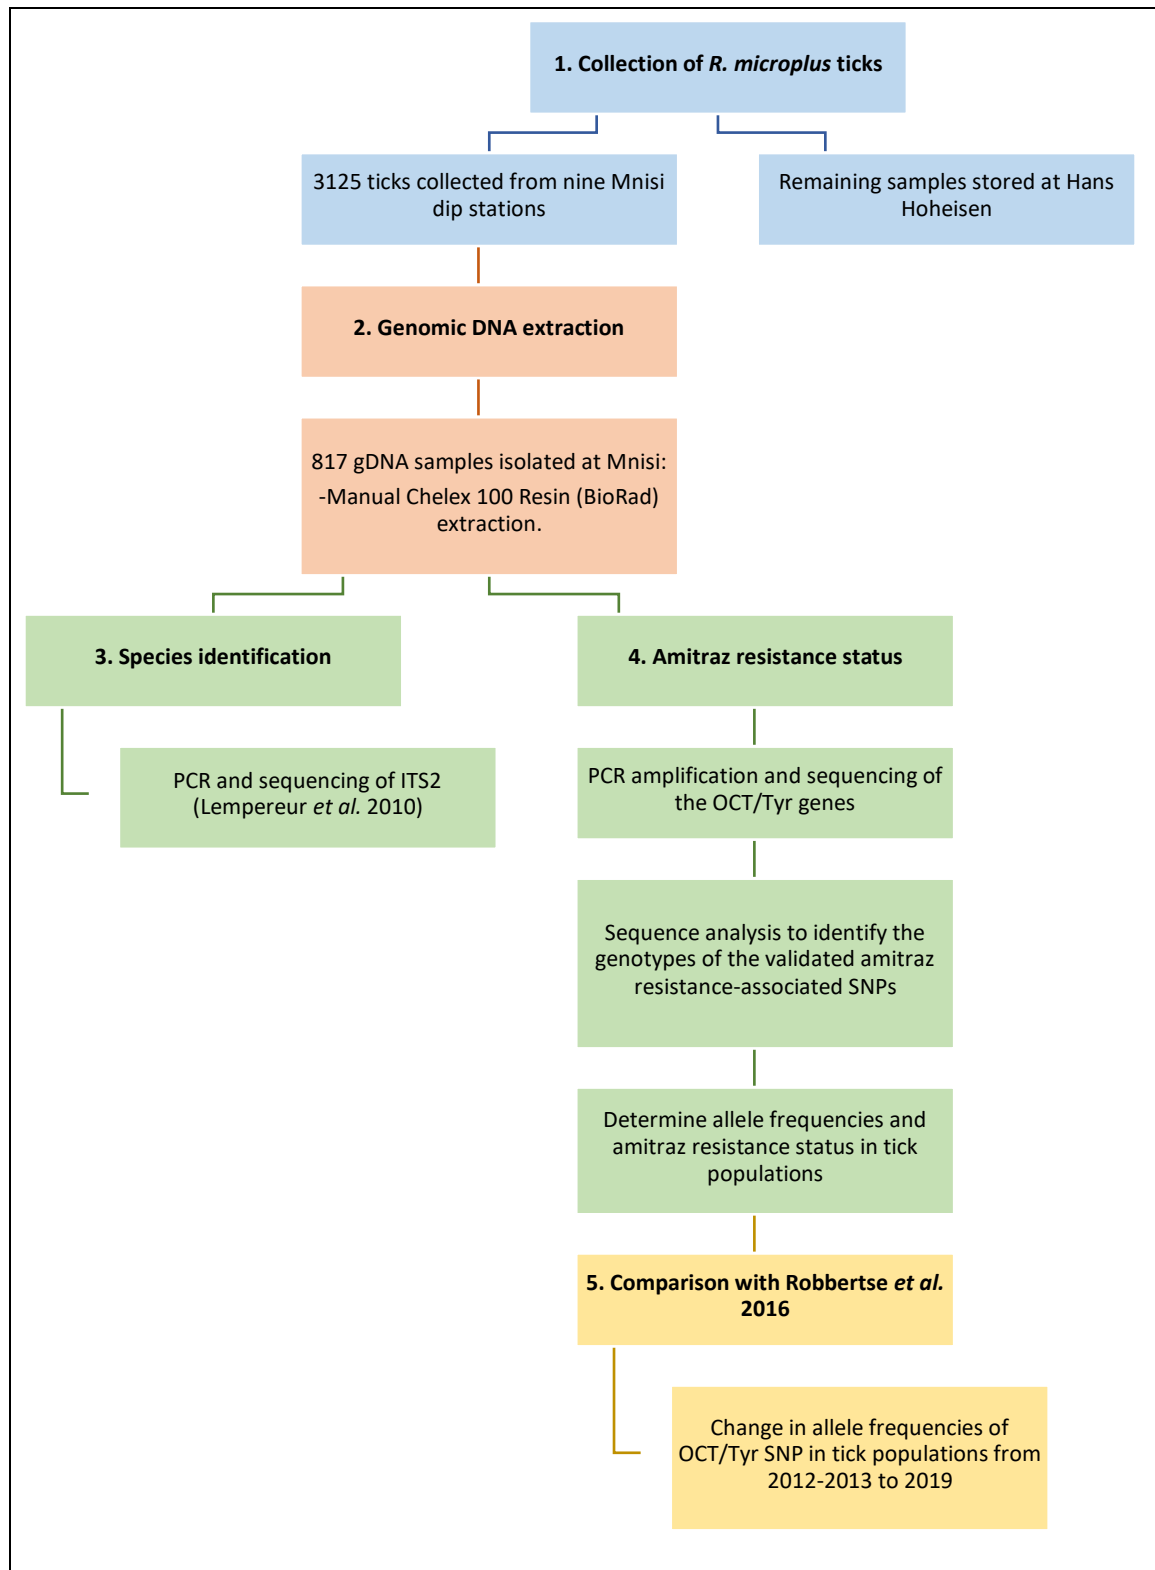 1. Collection of R. microplus ticks
3125 ticks collected from nine Mnisi
dip stations
Remaining samples stored at Hans
Hoheisen
2. Genomic DNA extraction
817 gDNA samples isolated at Mnisi:
-Manual Chelex 100 Resin (BioRad)
extraction.
3. Species identification
PCR and sequencing of ITS2
(Lempereur et al. 2010)
4. Amitraz resistance status
PCR amplification and sequencing of
the OCT/Tyr genes
Sequence analysis to identify the
genotypes of the validated amitraz
resistance-associated SNPs
Determine allele frequencies and
amitraz resistance status in tick
populations
5. Comparison with Robbertse et al.
2016
Change in allele frequencies of
OCT/Tyr SNP in tick populations from
2012-2013 to 2019